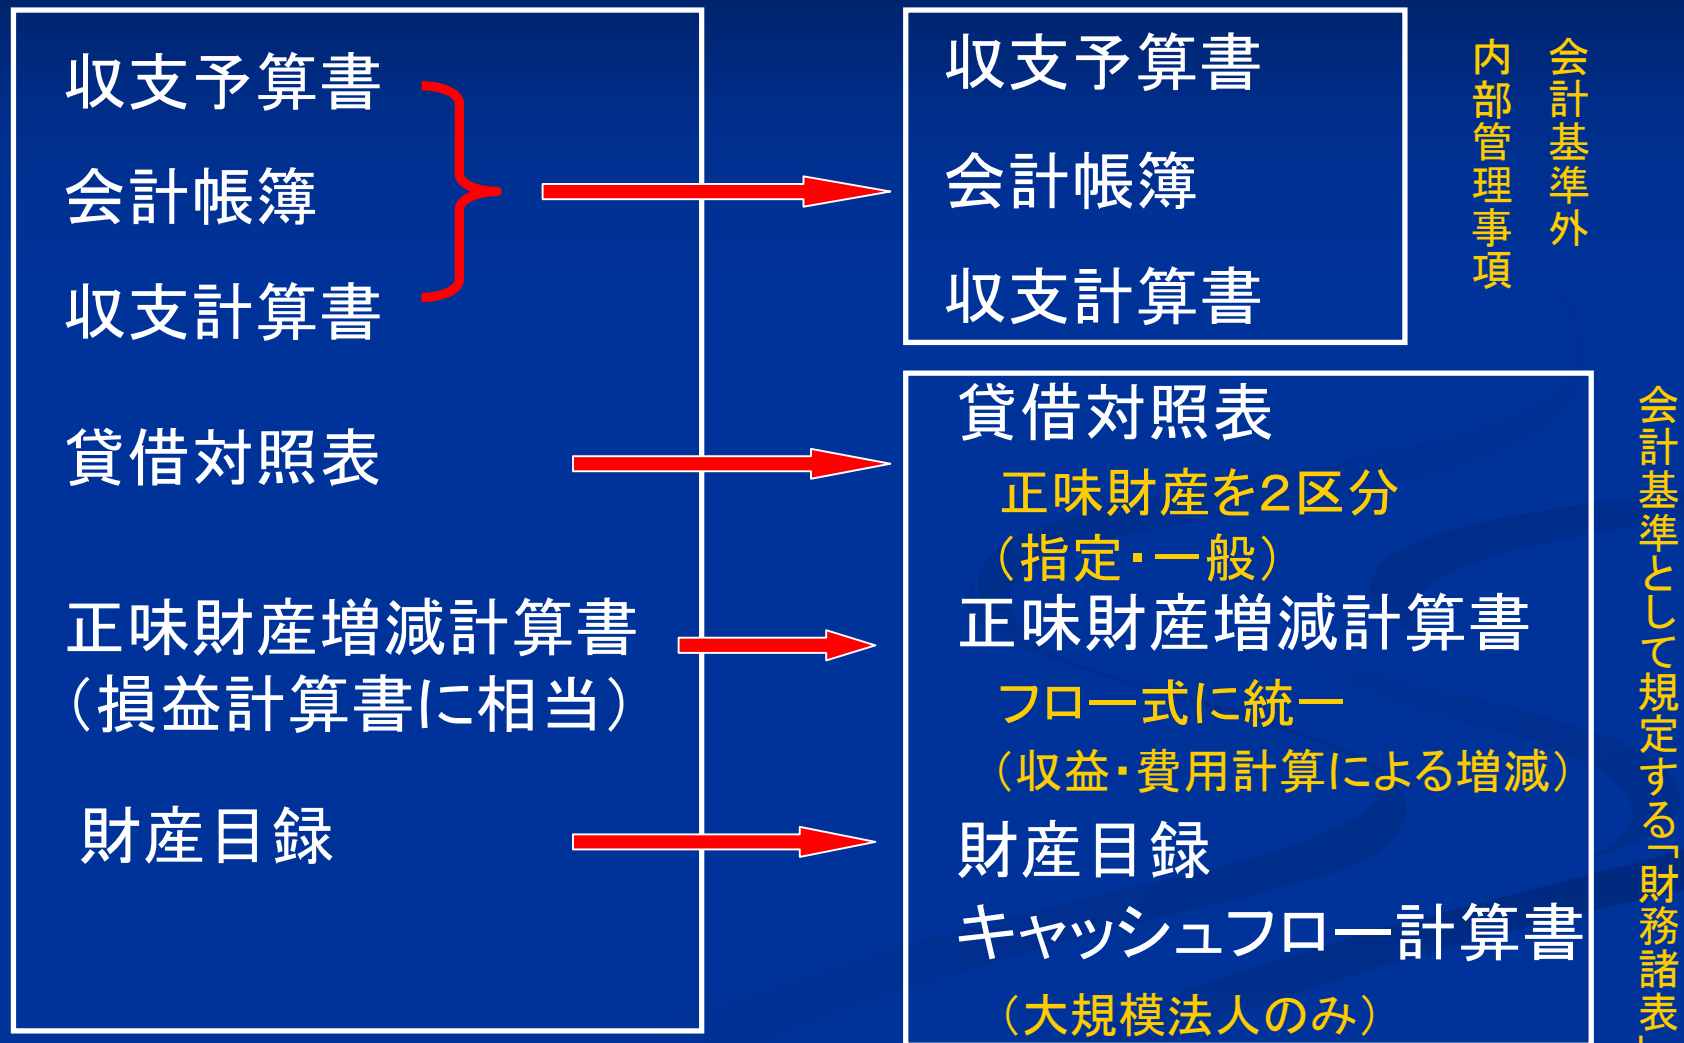 収支予算書
会計帳簿
収支計算書
貸借対照表
正味財産増減計算書
（損益計算書に相当）
財産目録
収支予算書
会計帳簿
収支計算書
会計基準外
内部管理事項
貸借対照表
正味財産を２区分
（指定・一般）
正味財産増減計算書
フロー式に統一
（収益・費用計算による増減）
財産目録
キャッシュフロー計算書
（大規模法人のみ）
会計基準として規定する「財務諸表」